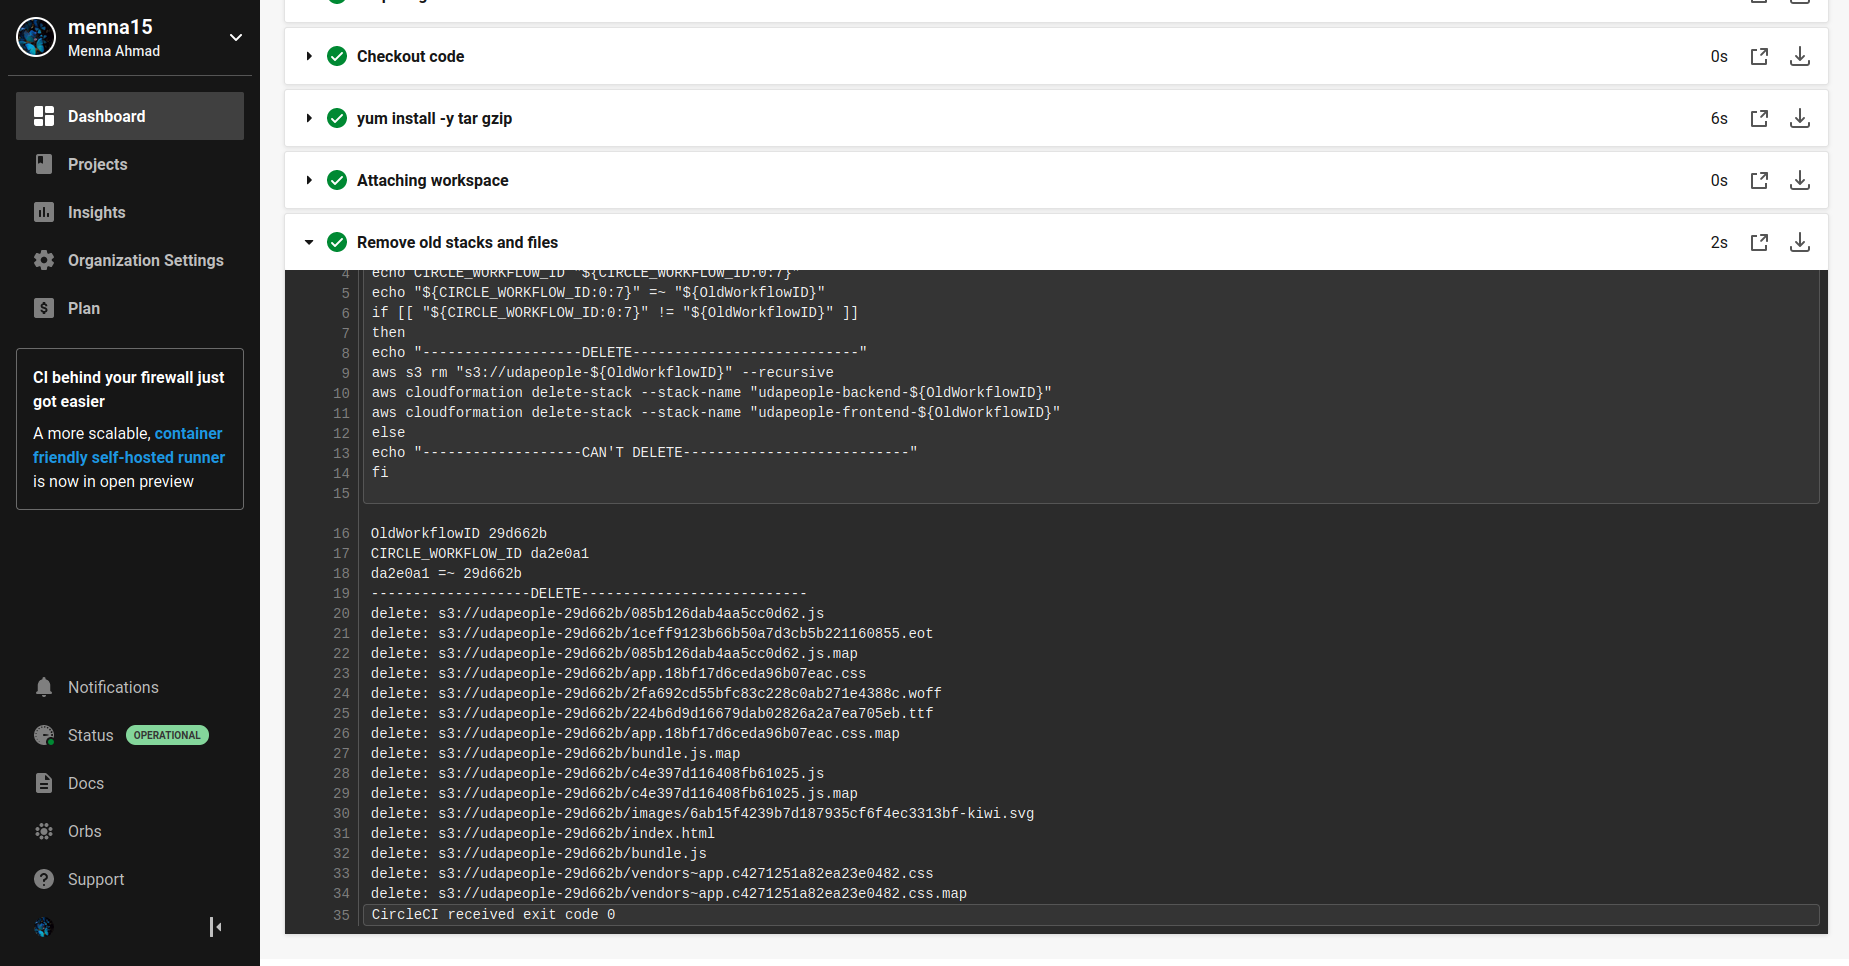 menna15
Menna Ahmad
Dashboard
Projects
Insights
Organization Settings
Plan
CI behind your firewall just
got easier
A more scalable, container
friendly self-hosted runner
is now in open preview
Notifications
Status OPERATIONAL
Docs
Orbs
Support
Checkout code 0s
yum install -y tar gzip 6s
Attaching workspace 0s
Remove old stacks and files 2s
4 echo CIRCLE_WORKFLOW_ID "${CIRCLE_WORKFLOW_ID:0:7}"
5 echo "${CIRCLE_WORKFLOW_ID:0:7}" =~ "${OldWorkflowID}"
6 if [[ "${CIRCLE_WORKFLOW_ID:0:7}" != "${OldWorkflowID}" ]]
7 then
8 echo "-------------------DELETE---------------------------"
9 aws s3 rm "s3://udapeople-${OldWorkflowID}" --recursive
10 aws cloudformation delete-stack --stack-name "udapeople-backend-${OldWorkflowID}"
11 aws cloudformation delete-stack --stack-name "udapeople-frontend-${OldWorkflowID}"
12 else
13 echo "-------------------CAN'T DELETE---------------------------"
14 fi
15
16 OldWorkflowID 29d662b
17 CIRCLE_WORKFLOW_ID da2e0a1
18 da2e0a1 =~ 29d662b
19 -------------------DELETE---------------------------
20 delete: s3://udapeople-29d662b/085b126dab4aa5cc0d62.js
21 delete: s3://udapeople-29d662b/1ceff9123b66b50a7d3cb5b221160855.eot
22 delete: s3://udapeople-29d662b/085b126dab4aa5cc0d62.js.map
23 delete: s3://udapeople-29d662b/app.18bf17d6ceda96b07eac.css
24 delete: s3://udapeople-29d662b/2fa692cd55bfc83c228c0ab271e4388c.woff
25 delete: s3://udapeople-29d662b/224b6d9d16679dab02826a2a7ea705eb.ttf
26 delete: s3://udapeople-29d662b/app.18bf17d6ceda96b07eac.css.map
27 delete: s3://udapeople-29d662b/bundle.js.map
28 delete: s3://udapeople-29d662b/c4e397d116408fb61025.js
29 delete: s3://udapeople-29d662b/c4e397d116408fb61025.js.map
30 delete: s3://udapeople-29d662b/images/6ab15f4239b7d187935cf6f4ec3313bf-kiwi.svg
31 delete: s3://udapeople-29d662b/index.html
32 delete: s3://udapeople-29d662b/bundle.js
33 delete: s3://udapeople-29d662b/vendors~app.c4271251a82ea23e0482.css
34 delete: s3://udapeople-29d662b/vendors~app.c4271251a82ea23e0482.css.map
35 CircleCI received exit code 0